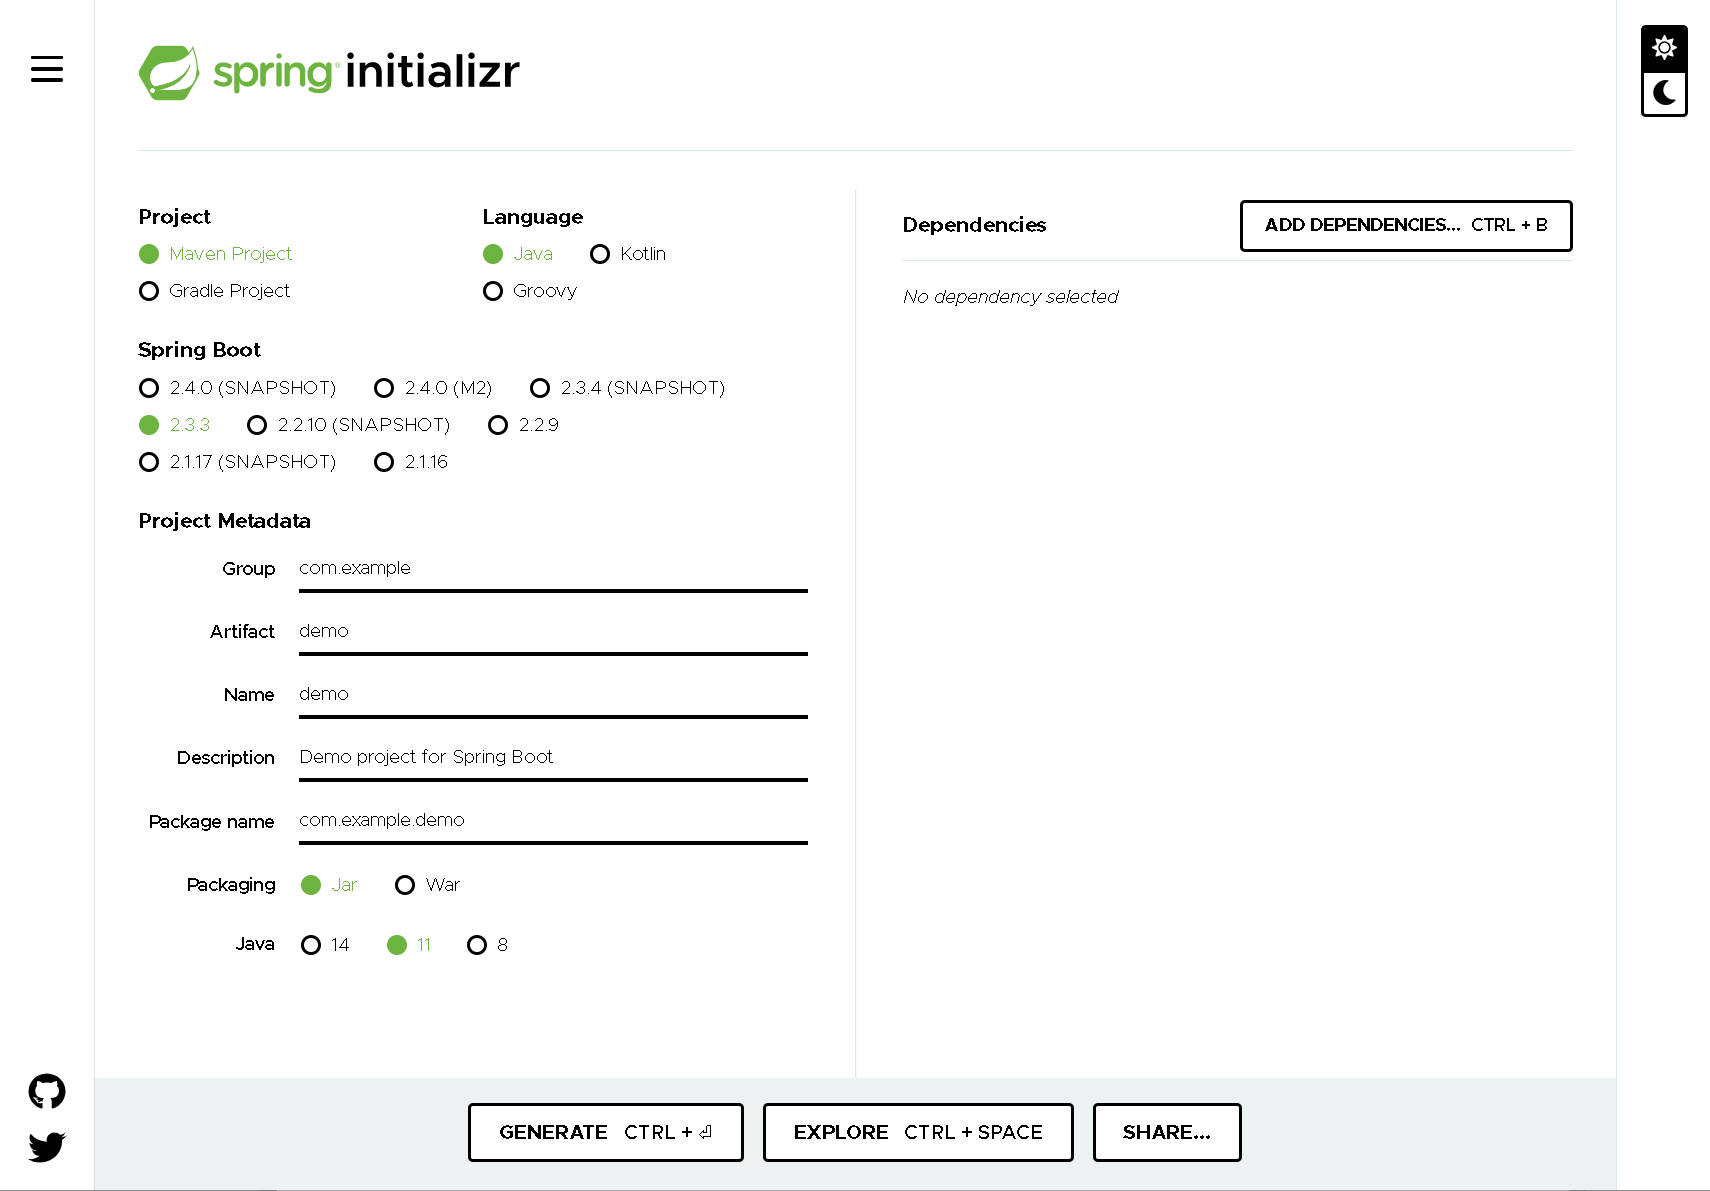 spring initializr
Project
Maven Project
Gradle Project
Language
Java Kotlin
Groovy
Spring Boot
2.4.0 (SNAPSHOT) 2.4.0 (M2) 2.3.4 (SNAPSHOT)
2.3.3 2.2.10 (SNAPSHOT) 2.2.9
2.1.17 (SNAPSHOT) 2.1.16
Project Metadata
Group com.example
Artifact demo
Name demo
Description Demo project for Spring Boot
Package name com.example.demo
Packaging Jar War
Java 14 11 8
Dependencies ADD DEPENDENCIES... CTRL + B
No dependency selected
GENERATE CTRL + ⏎ EXPLORE CTRL + SPACE SHARE...